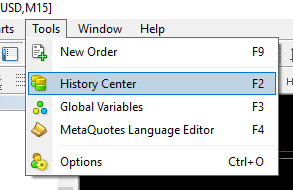 USD,M15]
rts Tools Window Help
New Order F9
History Center F2
Global Variables F3
MetaQuotes Language Editor F4
Options Ctrl+O